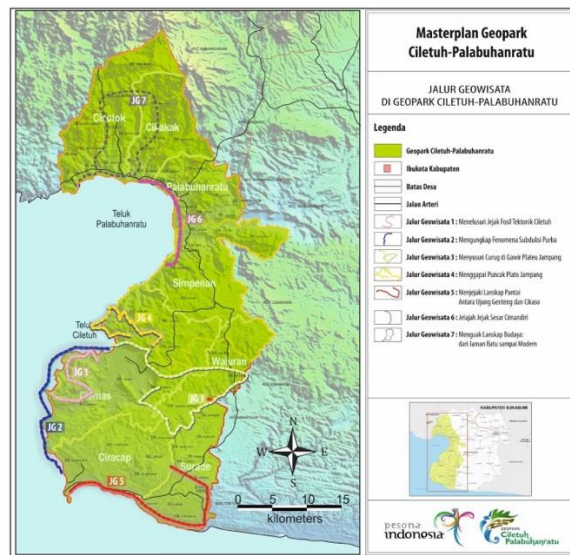 Masterplan Geopark
Ciletuh-Palabuhanratu
JALUR GEOWISATA
DI GEOPARK CILETUH-PALABUHANRATU
Legenda
Geopark Ciletuh-Palabuhanratu
Ibukota Kabupaten
Batas Desa
Jalan Arteri
Jalur Geowisata 1 : Menelusuri Jejak Fosil Tektonik Ciletuh
Jalur Geowisata 2 : Mengungkap Fenomena Subduksi Purba
Jalur Geowisata 3 : Menyusuri Curug di Gawir Plateu Jampang
Jalur Geowisata 4 : Menggapai Puncak Plato Jampang
Jalur Geowisata 5 : Menjejaki Lanskap Pantai
Antara Ujung Genteng dan Cikaso
Jalur Geowisata 6 : Jelajah Jejak Sesar Cimandiri
Jalur Geowisata 7 : Menguak Lanskap Budaya:
dari Jaman Batu sampai Modern
KABUPATEN SUKABUMI
pesona
indonesia
GEOPARK
Ciletuh
Palabuhanratu
JG 7
Cikakak
Palabuhanratu
Teluk
Palabuhanratu
JG 6
Simpenan
JG 4
Teluk
Ciletuh
Waluran
JG 1
JG 3
JG 2
Ciracap
Surade
JG 5
N
W
E
S
0 5 10 15
kilometers